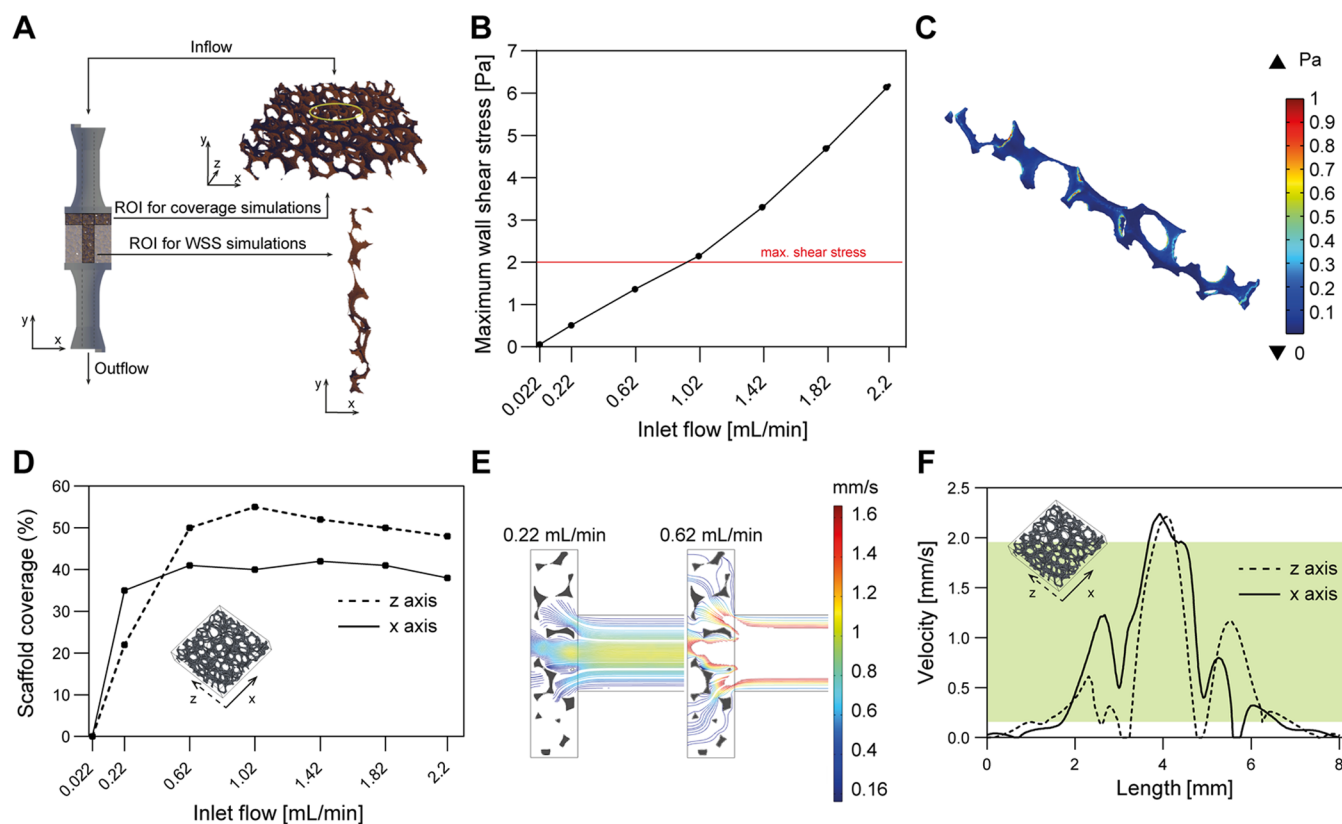 A
Inflow
y
z
x
ROI for coverage simulations
ROI for WSS simulations
y
x
Outflow
y
x
B
Maximum wall shear stress [Pa]
7
6
5
4
3
2
1
0
max. shear stress
0.022
0.22
0.62
1.02
1.42
1.82
2.2
Inlet flow [mL/min]
C
▲ Pa
1
0.9
0.8
0.7
0.6
0.5
0.4
0.3
0.2
0.1
▼ 0
D
Scaffold coverage (%)
60
50
40
30
20
10
0
z axis
x axis
z
x
0.022
0.22
0.62
1.02
1.42
1.82
2.2
Inlet flow [mL/min]
E
mm/s
0.22 mL/min
0.62 mL/min
1.6
1.4
1.2
1.0
0.8
0.6
0.4
0.16
F
Velocity [mm/s]
2.5
2.0
1.5
1.0
0.5
0.0
z
x
z axis
x axis
0
2
4
6
8
Length [mm]